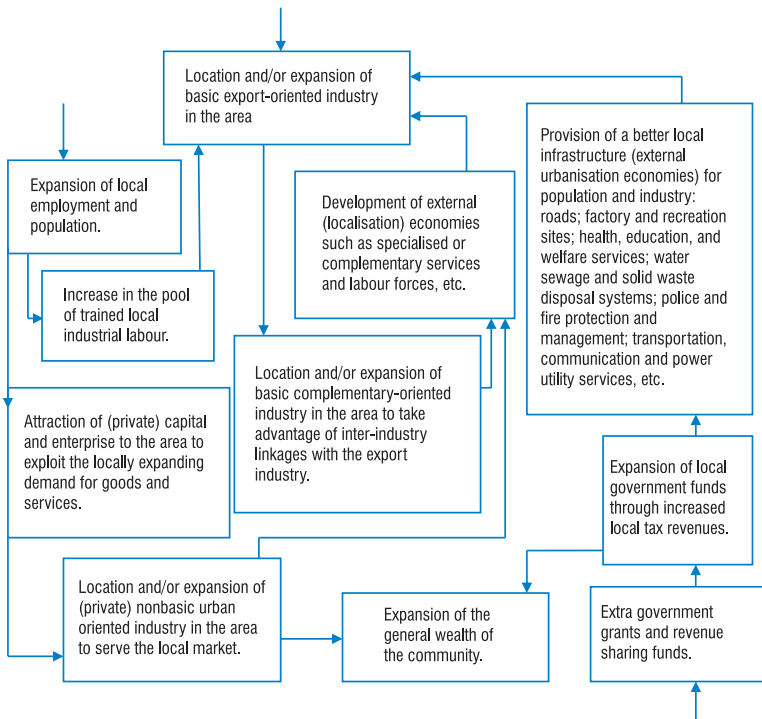 Location and/or expansion of
basic export-oriented industry
in the area
Expansion of local
employment and
population.
Increase in the pool
of trained local
industrial labour.
Development of external
(localisation) economies
such as specialised or
complementary services
and labour forces, etc.
Provision of a better local
infrastructure (external
urbanisation economies) for
population and industry:
roads; factory and recreation
sites; health, education, and
welfare services; water
sewage and solid waste
disposal systems; police and
fire protection and
management; transportation,
communication and power
utility services, etc.
Location and/or expansion of
basic complementary-oriented
industry in the area to take
advantage of inter-industry
linkages with the export
industry.
Attraction of (private) capital
and enterprise to the area to
exploit the locally expanding
demand for goods and
services.
Expansion of local
government funds
through increased
local tax revenues.
Location and/or expansion of
(private) nonbasic urban
oriented industry in the area
to serve the local market.
Expansion of the
general wealth of
the community.
Extra government
grants and revenue
sharing funds.